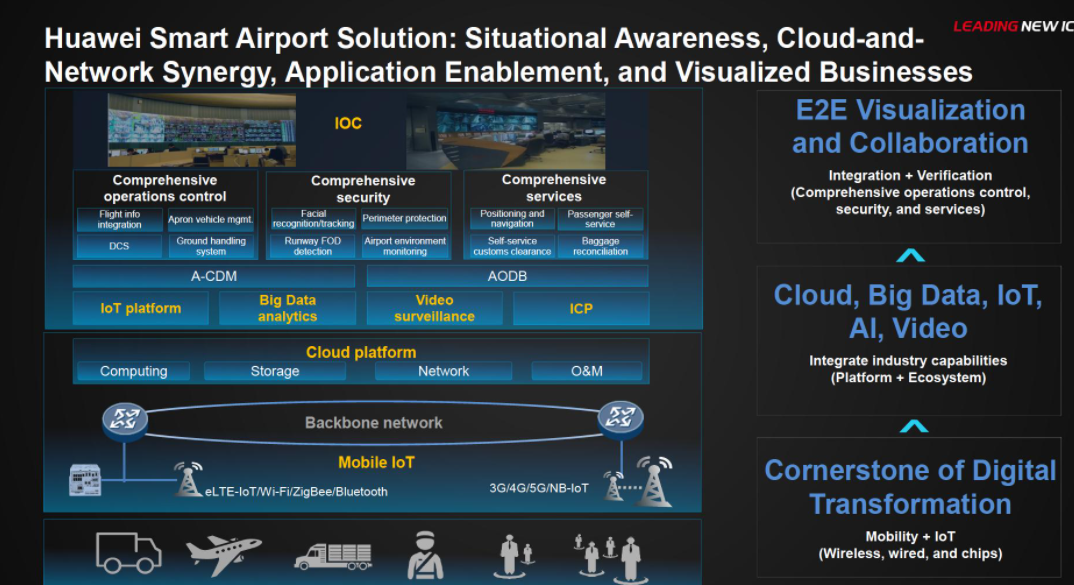 LEADING NEW IC
Huawei Smart Airport Solution: Situational Awareness, Cloud-and-
Network Synergy, Application Enablement, and Visualized Businesses
IOC
Comprehensive
operations control
Flight info
integration
Apron vehicle mgmt.
DCS
Ground handling
system
Comprehensive
security
Facial
recognition/tracking
Perimeter protection
Runway FOD
detection
Airport environment
monitoring
Comprehensive
services
Positioning and
navigation
Passenger self-
service
Self-service
customs clearance
Baggage
reconciliation
A-CDM
AODB
IoT platform
Big Data
analytics
Video
surveillance
ICP
Cloud platform
Computing
Storage
Network
O&M
Backbone network
Mobile IoT
eLTE-IoT/Wi-Fi/ZigBee/Bluetooth
3G/4G/5G/NB-IoT
E2E Visualization
and Collaboration
Integration + Verification
(Comprehensive operations control,
security, and services)
Cloud, Big Data, IoT,
AI, Video
Integrate industry capabilities
(Platform + Ecosystem)
Cornerstone of Digital
Transformation
Mobility + IoT
(Wireless, wired, and chips)